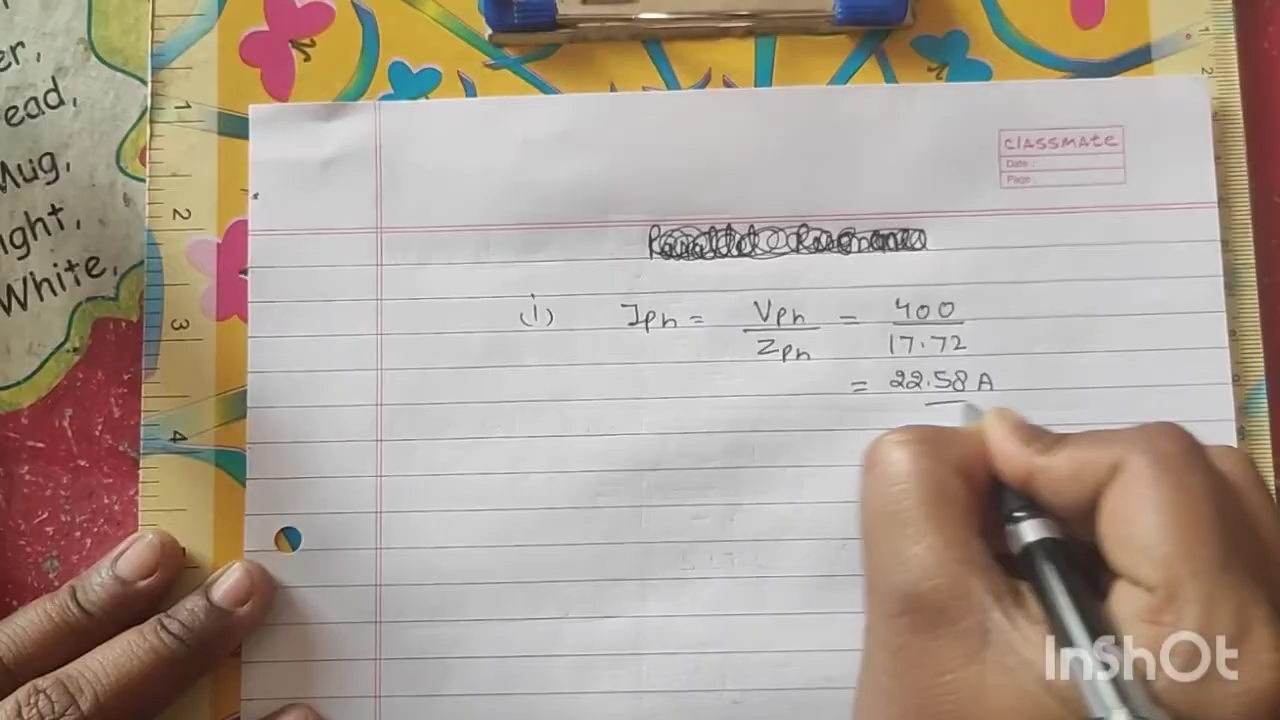 er.
ead,
Mug,
ight,
White,
classmate
Date :
Page :
(i) Iph = Vph / Zph = 400 / 17.72
= 22.58 A
InShOt